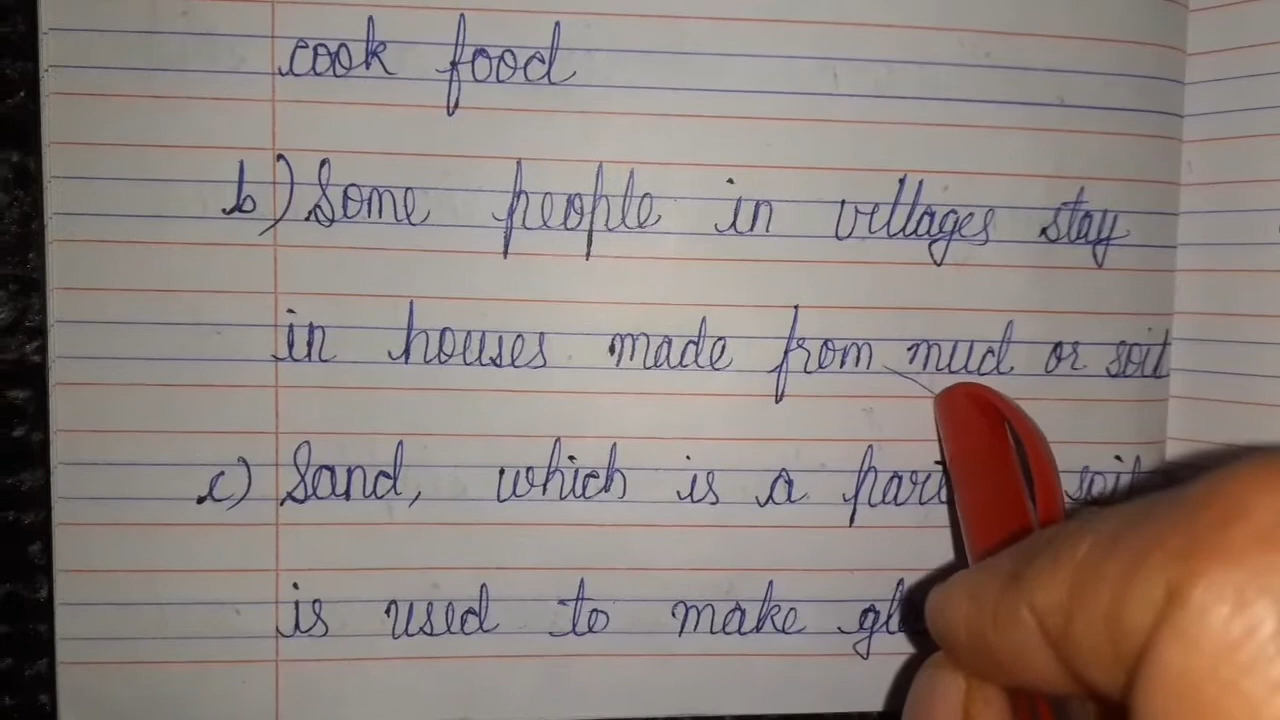 cook food
b) Some people in villages stay
in houses made from mud or soil
c) Sand, which is a soil
is used to make